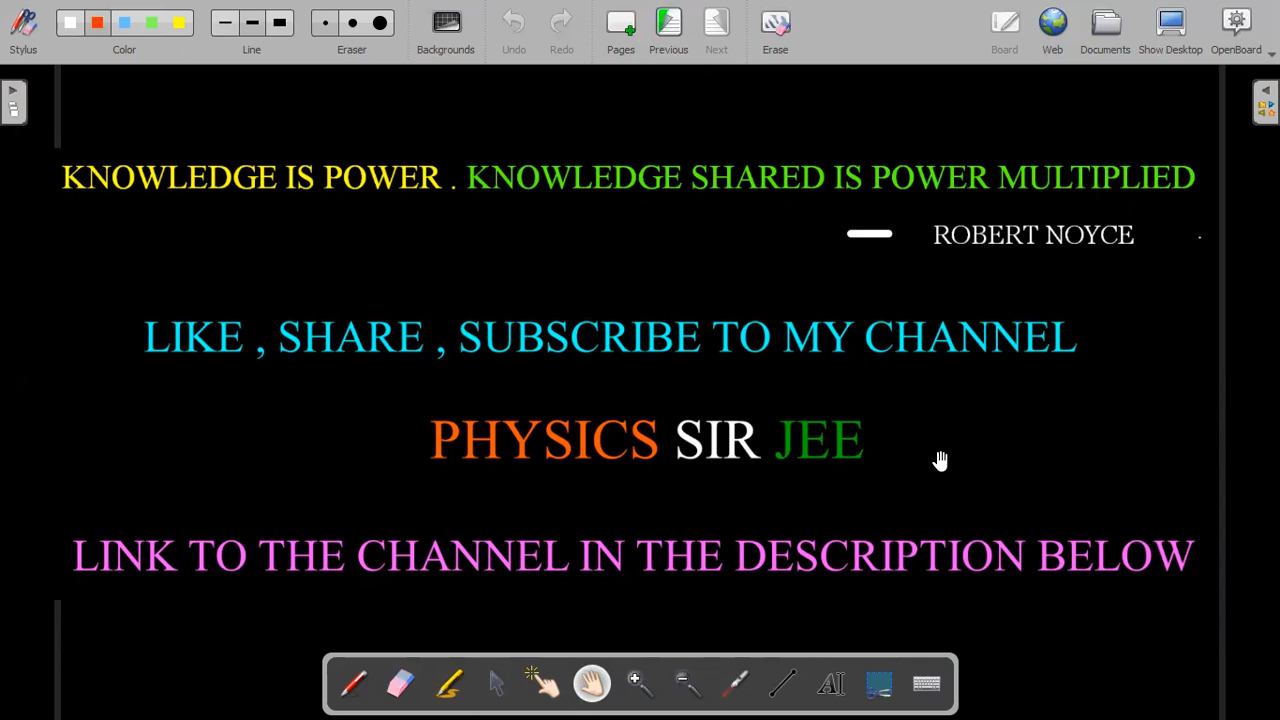 Stylus Color Line Eraser Backgrounds Undo Redo Pages Previous Next Erase Board Web Documents Show Desktop OpenBoard
KNOWLEDGE IS POWER . KNOWLEDGE SHARED IS POWER MULTIPLIED
— ROBERT NOYCE
LIKE , SHARE , SUBSCRIBE TO MY CHANNEL
PHYSICS SIR JEE
LINK TO THE CHANNEL IN THE DESCRIPTION BELOW
AI